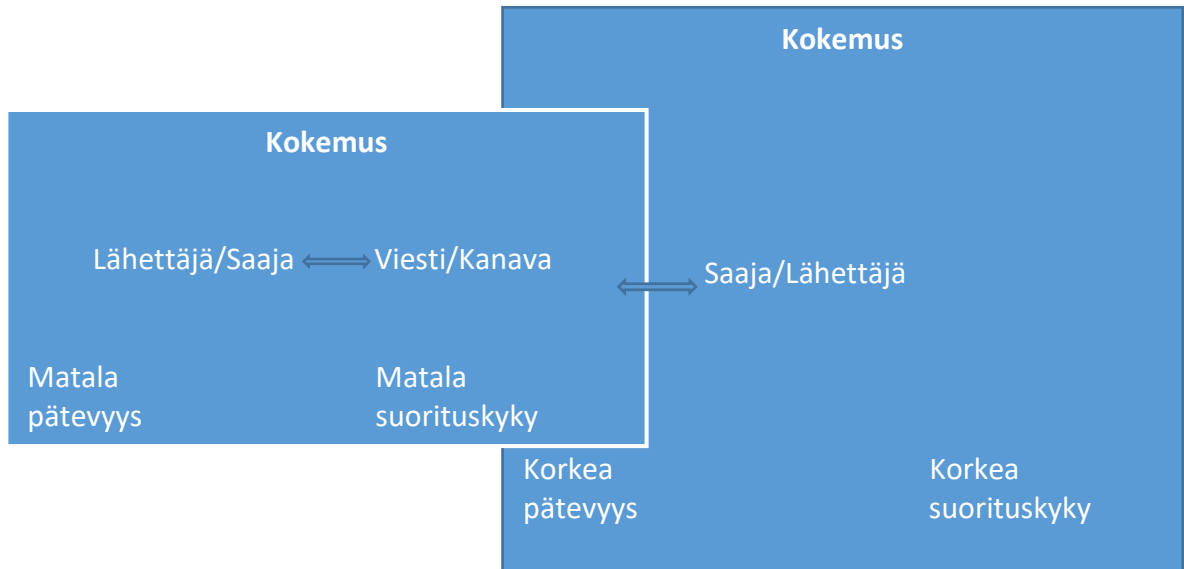 Kokemus
Kokemus
Lähettäjä/Saaja
Viesti/Kanava
Saaja/Lähettäjä
Matala
pätevyys
Matala
suorituskyky
Korkea
pätevyys
Korkea
suorituskyky